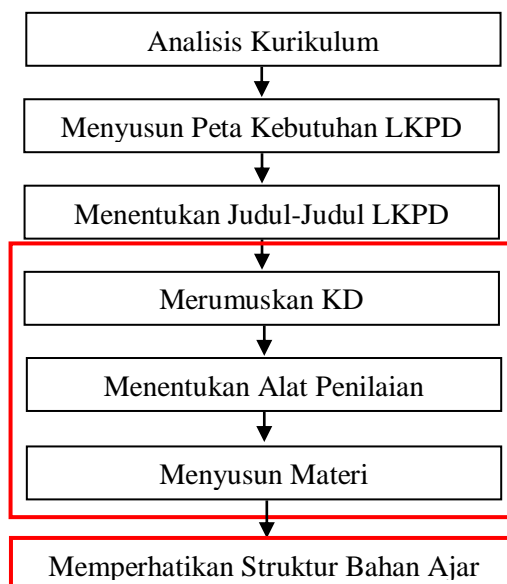 Analisis Kurikulum
Menyusun Peta Kebutuhan LKPD
Menentukan Judul-Judul LKPD
Merumuskan KD
Menentukan Alat Penilaian
Menyusun Materi
Memperhatikan Struktur Bahan Ajar